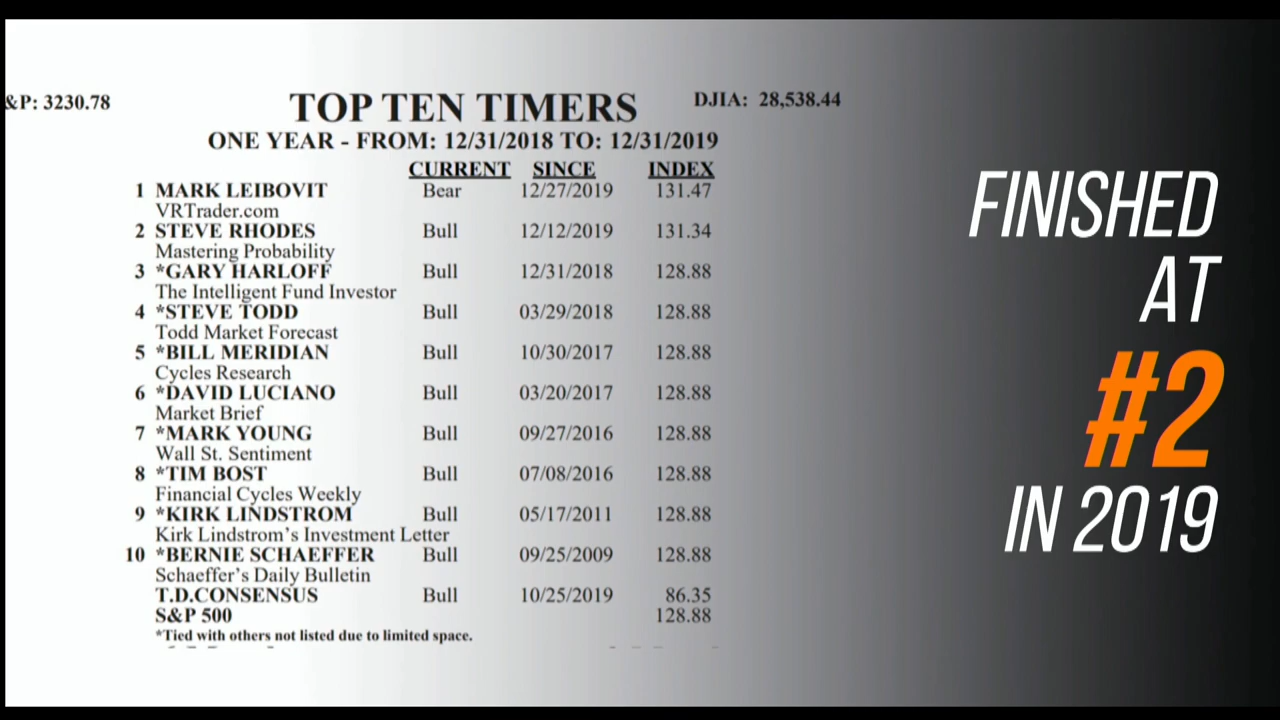 &P: 3230.78
TOP TEN TIMERS
DJIA: 28,538.44
ONE YEAR - FROM: 12/31/2018 TO: 12/31/2019
CURRENT SINCE INDEX
1 MARK LEIBOVIT Bear 12/27/2019 131.47
VRTrader.com
2 STEVE RHODES Bull 12/12/2019 131.34
Mastering Probability
3 *GARY HARLOFF Bull 12/31/2018 128.88
The Intelligent Fund Investor
4 *STEVE TODD Bull 03/29/2018 128.88
Todd Market Forecast
5 *BILL MERIDIAN Bull 10/30/2017 128.88
Cycles Research
6 *DAVID LUCIANO Bull 03/20/2017 128.88
Market Brief
7 *MARK YOUNG Bull 09/27/2016 128.88
Wall St. Sentiment
8 *TIM BOST Bull 07/08/2016 128.88
Financial Cycles Weekly
9 *KIRK LINDSTROM Bull 05/17/2011 128.88
Kirk Lindstrom's Investment Letter
10 *BERNIE SCHAEFFER Bull 09/25/2009 128.88
Schaeffer's Daily Bulletin
T.D.CONSENSUS Bull 10/25/2019 86.35
S&P 500 128.88
*Tied with others not listed due to limited space.
FINISHED
AT
#2
IN 2019